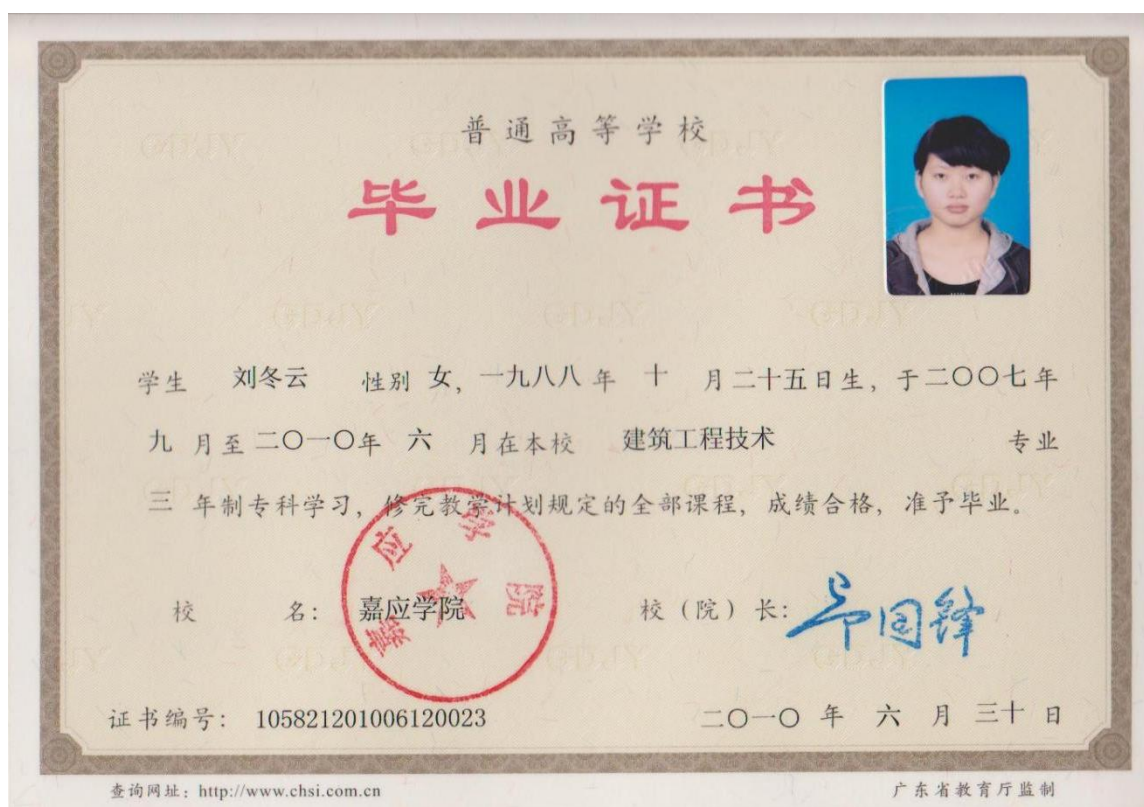 普通高等学校
毕业证书
学生 刘冬云 性别 女，一九八八 年 十 月二十五日生，于二〇〇七年
九 月至二〇一〇年 六 月在本校 建筑工程技术 专业
三 年制专科学习，修完教学计划规定的全部课程，成绩合格，准予毕业。
校 名： 嘉应学院 校（院）长：
嘉应学院
证书编号： 105821201006120023 二〇一〇 年 六 月 三十 日
查询网址：http://www.chsi.com.cn 广东省教育厅监制